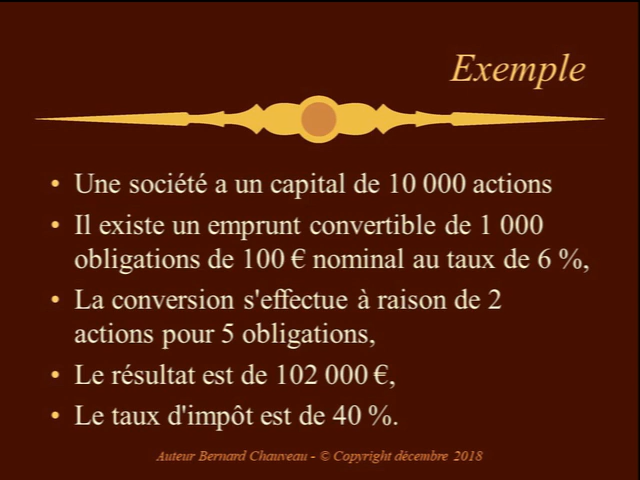 Exemple
• Une société a un capital de 10 000 actions
• Il existe un emprunt convertible de 1 000
obligations de 100 € nominal au taux de 6 %,
• La conversion s'effectue à raison de 2
actions pour 5 obligations,
• Le résultat est de 102 000 €,
• Le taux d'impôt est de 40 %.
Auteur Bernard Chauveau - © Copyright décembre 2018